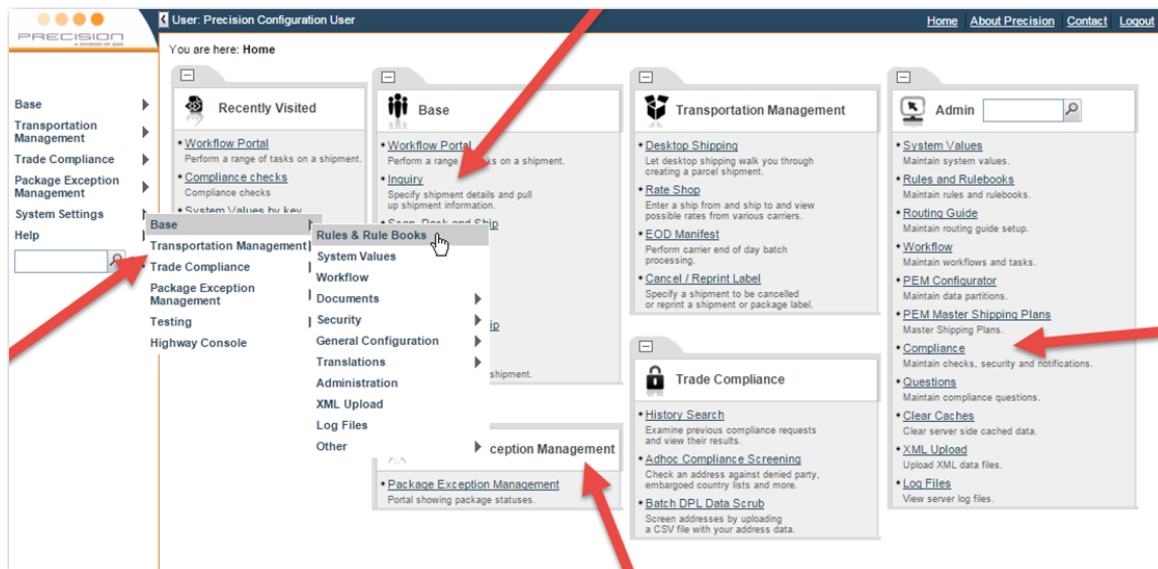 PRECISION
A DIVISION OF QAD
User: Precision Configuration User
Home About Precision Contact Logout
You are here: Home
Base
Transportation
Management
Trade Compliance
Package Exception
Management
System Settings
Help
Base
Transportation Management
Trade Compliance
Package Exception
Management
Testing
Highway Console
Rules & Rule Books
System Values
Workflow
Documents
Security
General Configuration
Translations
Administration
XML Upload
Log Files
Other
Recently Visited
Workflow Portal
Perform a range of tasks on a shipment.
Compliance checks
Compliance checks
System Values by key
Base
Workflow Portal
Perform a range of tasks on a shipment.
Inquiry
Specify shipment details and pull
up shipment information.
Scan, Pack and Ship
ip
shipment.
ception Management
Package Exception Management
Portal showing package statuses.
Transportation Management
Desktop Shipping
Let desktop shipping walk you through
creating a parcel shipment.
Rate Shop
Enter a ship from and ship to and view
possible rates from various carriers.
EOD Manifest
Perform carrier end of day batch
processing.
Cancel / Reprint Label
Specify a shipment to be cancelled
or reprint a shipment or package label.
Trade Compliance
History Search
Examine previous compliance requests
and view their results.
Adhoc Compliance Screening
Check an address against denied party,
embargoed country lists and more.
Batch DPL Data Scrub
Screen addresses by uploading
a CSV file with your address data.
Admin
System Values
Maintain system values.
Rules and Rulebooks
Maintain rules and rulebooks.
Routing Guide
Maintain routing guide setup.
Workflow
Maintain workflows and tasks.
PEM Configurator
Maintain data partitions.
PEM Master Shipping Plans
Master Shipping Plans.
Compliance
Maintain checks, security and notifications.
Questions
Maintain compliance questions.
Clear Caches
Clear server side cached data.
XML Upload
Upload XML data files.
Log Files
View server log files.